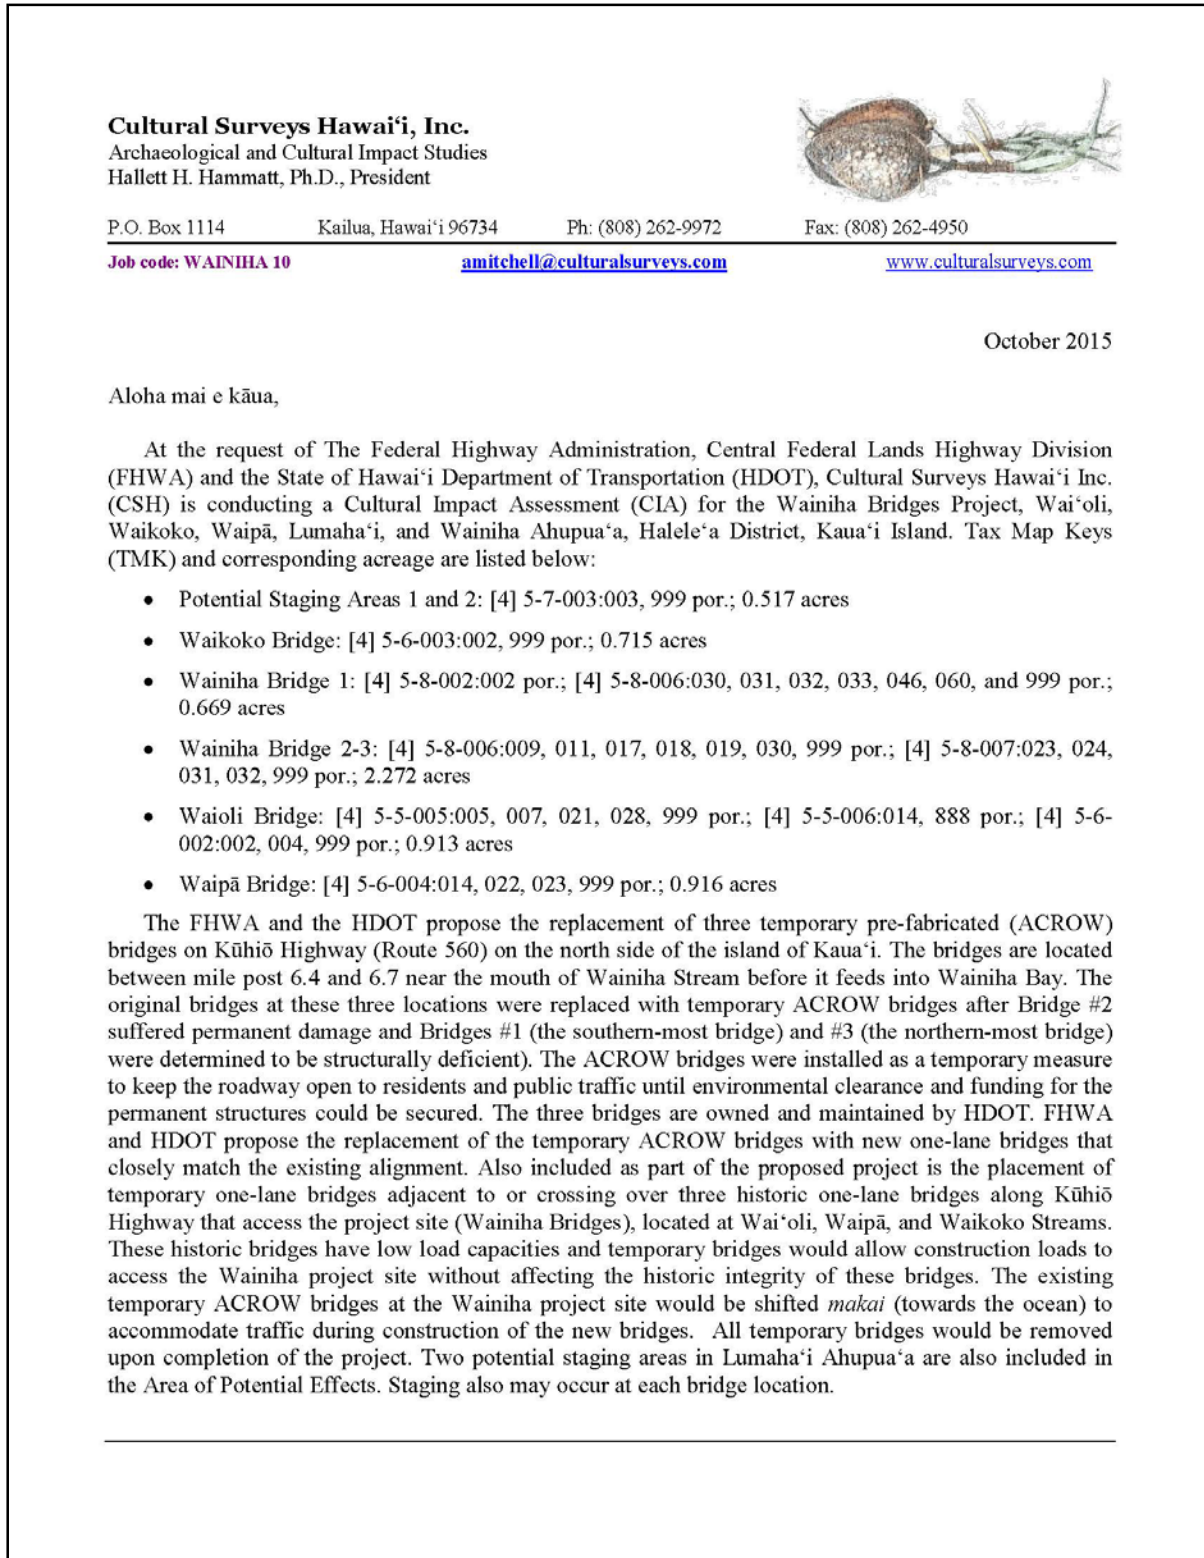 Cultural Surveys Hawaiʻi, Inc.
Archaeological and Cultural Impact Studies
Hallett H. Hammatt, Ph.D., President
P.O. Box 1114 Kailua, Hawaiʻi 96734 Ph: (808) 262-9972 Fax: (808) 262-4950
Job code: WAINIHA 10 amitchell@culturalsurveys.com www.culturalsurveys.com
October 2015
Aloha mai e kāua,
At the request of The Federal Highway Administration, Central Federal Lands Highway Division
(FHWA) and the State of Hawaiʻi Department of Transportation (HDOT), Cultural Surveys Hawaiʻi Inc.
(CSH) is conducting a Cultural Impact Assessment (CIA) for the Wainiha Bridges Project, Waiʻoli,
Waikoko, Waipā, Lumahaʻi, and Wainiha Ahupuaʻa, Haleleʻa District, Kauaʻi Island. Tax Map Keys
(TMK) and corresponding acreage are listed below:
• Potential Staging Areas 1 and 2: [4] 5-7-003:003, 999 por.; 0.517 acres
• Waikoko Bridge: [4] 5-6-003:002, 999 por.; 0.715 acres
• Wainiha Bridge 1: [4] 5-8-002:002 por.; [4] 5-8-006:030, 031, 032, 033, 046, 060, and 999 por.;
0.669 acres
• Wainiha Bridge 2-3: [4] 5-8-006:009, 011, 017, 018, 019, 030, 999 por.; [4] 5-8-007:023, 024,
031, 032, 999 por.; 2.272 acres
• Waioli Bridge: [4] 5-5-005:005, 007, 021, 028, 999 por.; [4] 5-5-006:014, 888 por.; [4] 5-6-
002:002, 004, 999 por.; 0.913 acres
• Waipā Bridge: [4] 5-6-004:014, 022, 023, 999 por.; 0.916 acres
The FHWA and the HDOT propose the replacement of three temporary pre-fabricated (ACROW)
bridges on Kūhiō Highway (Route 560) on the north side of the island of Kauaʻi. The bridges are located
between mile post 6.4 and 6.7 near the mouth of Wainiha Stream before it feeds into Wainiha Bay. The
original bridges at these three locations were replaced with temporary ACROW bridges after Bridge #2
suffered permanent damage and Bridges #1 (the southern-most bridge) and #3 (the northern-most bridge)
were determined to be structurally deficient). The ACROW bridges were installed as a temporary measure
to keep the roadway open to residents and public traffic until environmental clearance and funding for the
permanent structures could be secured. The three bridges are owned and maintained by HDOT. FHWA
and HDOT propose the replacement of the temporary ACROW bridges with new one-lane bridges that
closely match the existing alignment. Also included as part of the proposed project is the placement of
temporary one-lane bridges adjacent to or crossing over three historic one-lane bridges along Kūhiō
Highway that access the project site (Wainiha Bridges), located at Waiʻoli, Waipā, and Waikoko Streams.
These historic bridges have low load capacities and temporary bridges would allow construction loads to
access the Wainiha project site without affecting the historic integrity of these bridges. The existing
temporary ACROW bridges at the Wainiha project site would be shifted makai (towards the ocean) to
accommodate traffic during construction of the new bridges. All temporary bridges would be removed
upon completion of the project. Two potential staging areas in Lumahaʻi Ahupuaʻa are also included in
the Area of Potential Effects. Staging also may occur at each bridge location.